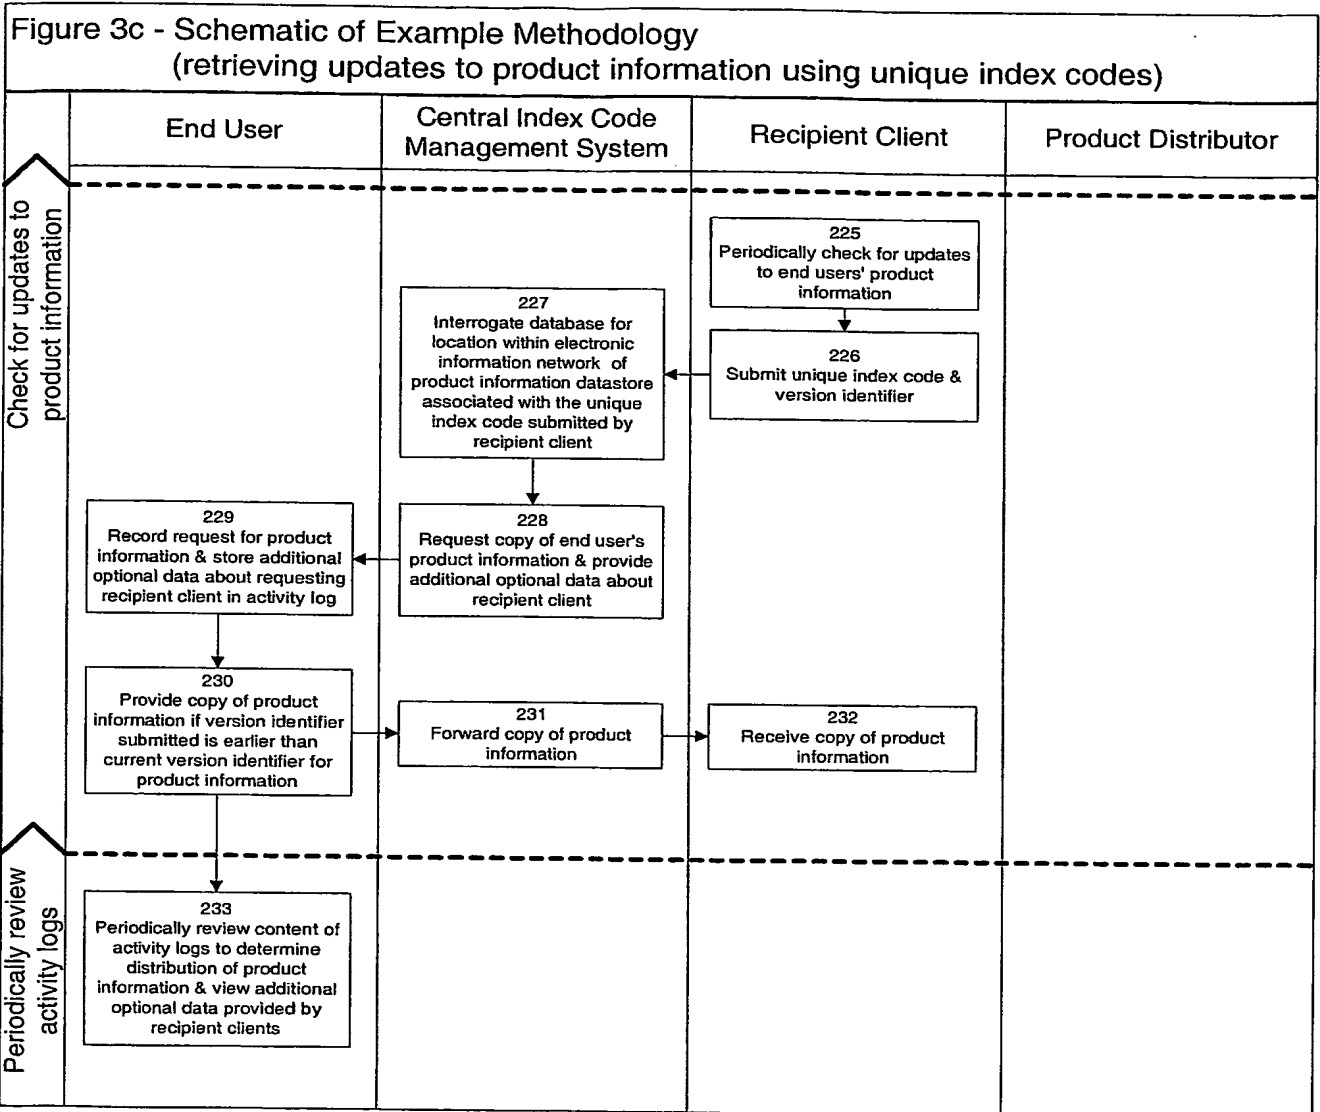 Figure 3c - Schematic of Example Methodology
(retrieving updates to product information using unique index codes)
End User
Central Index Code
Management System
Recipient Client
Product Distributor
Check for updates to
product information
225
Periodically check for updates
to end users' product
information
226
Submit unique index code &
version identifier
227
Interrogate database for
location within electronic
information network of
product information datastore
associated with the unique
index code submitted by
recipient client
228
Request copy of end user's
product information & provide
additional optional data about
recipient client
229
Record request for product
information & store additional
optional data about requesting
recipient client in activity log
230
Provide copy of product
information if version identifier
submitted is earlier than
current version identifier for
product information
231
Forward copy of product
information
232
Receive copy of product
information
Periodically review
activity logs
233
Periodically review content of
activity logs to determine
distribution of product
information & view additional
optional data provided by
recipient clients